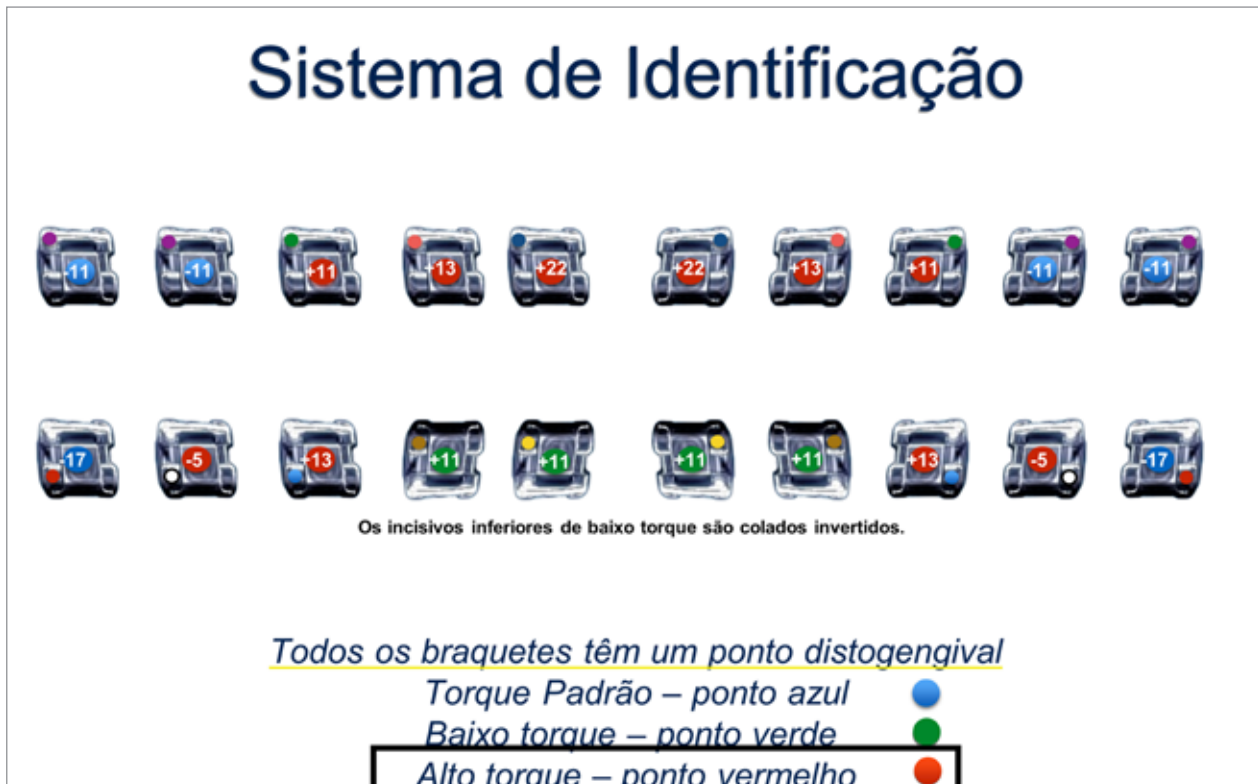 Sistema de Identificação
-11 -11 +11 +13 +22 +22 +13 +11 -11 -11
-17 -5 +13 +11 +11 +11 +11 +13 -5 -17
Os incisivos inferiores de baixo torque são colados invertidos.
Todos os braquetes têm um ponto distogengival
Torque Padrão – ponto azul
Baixo torque – ponto verde
Alto torque – ponto vermelho